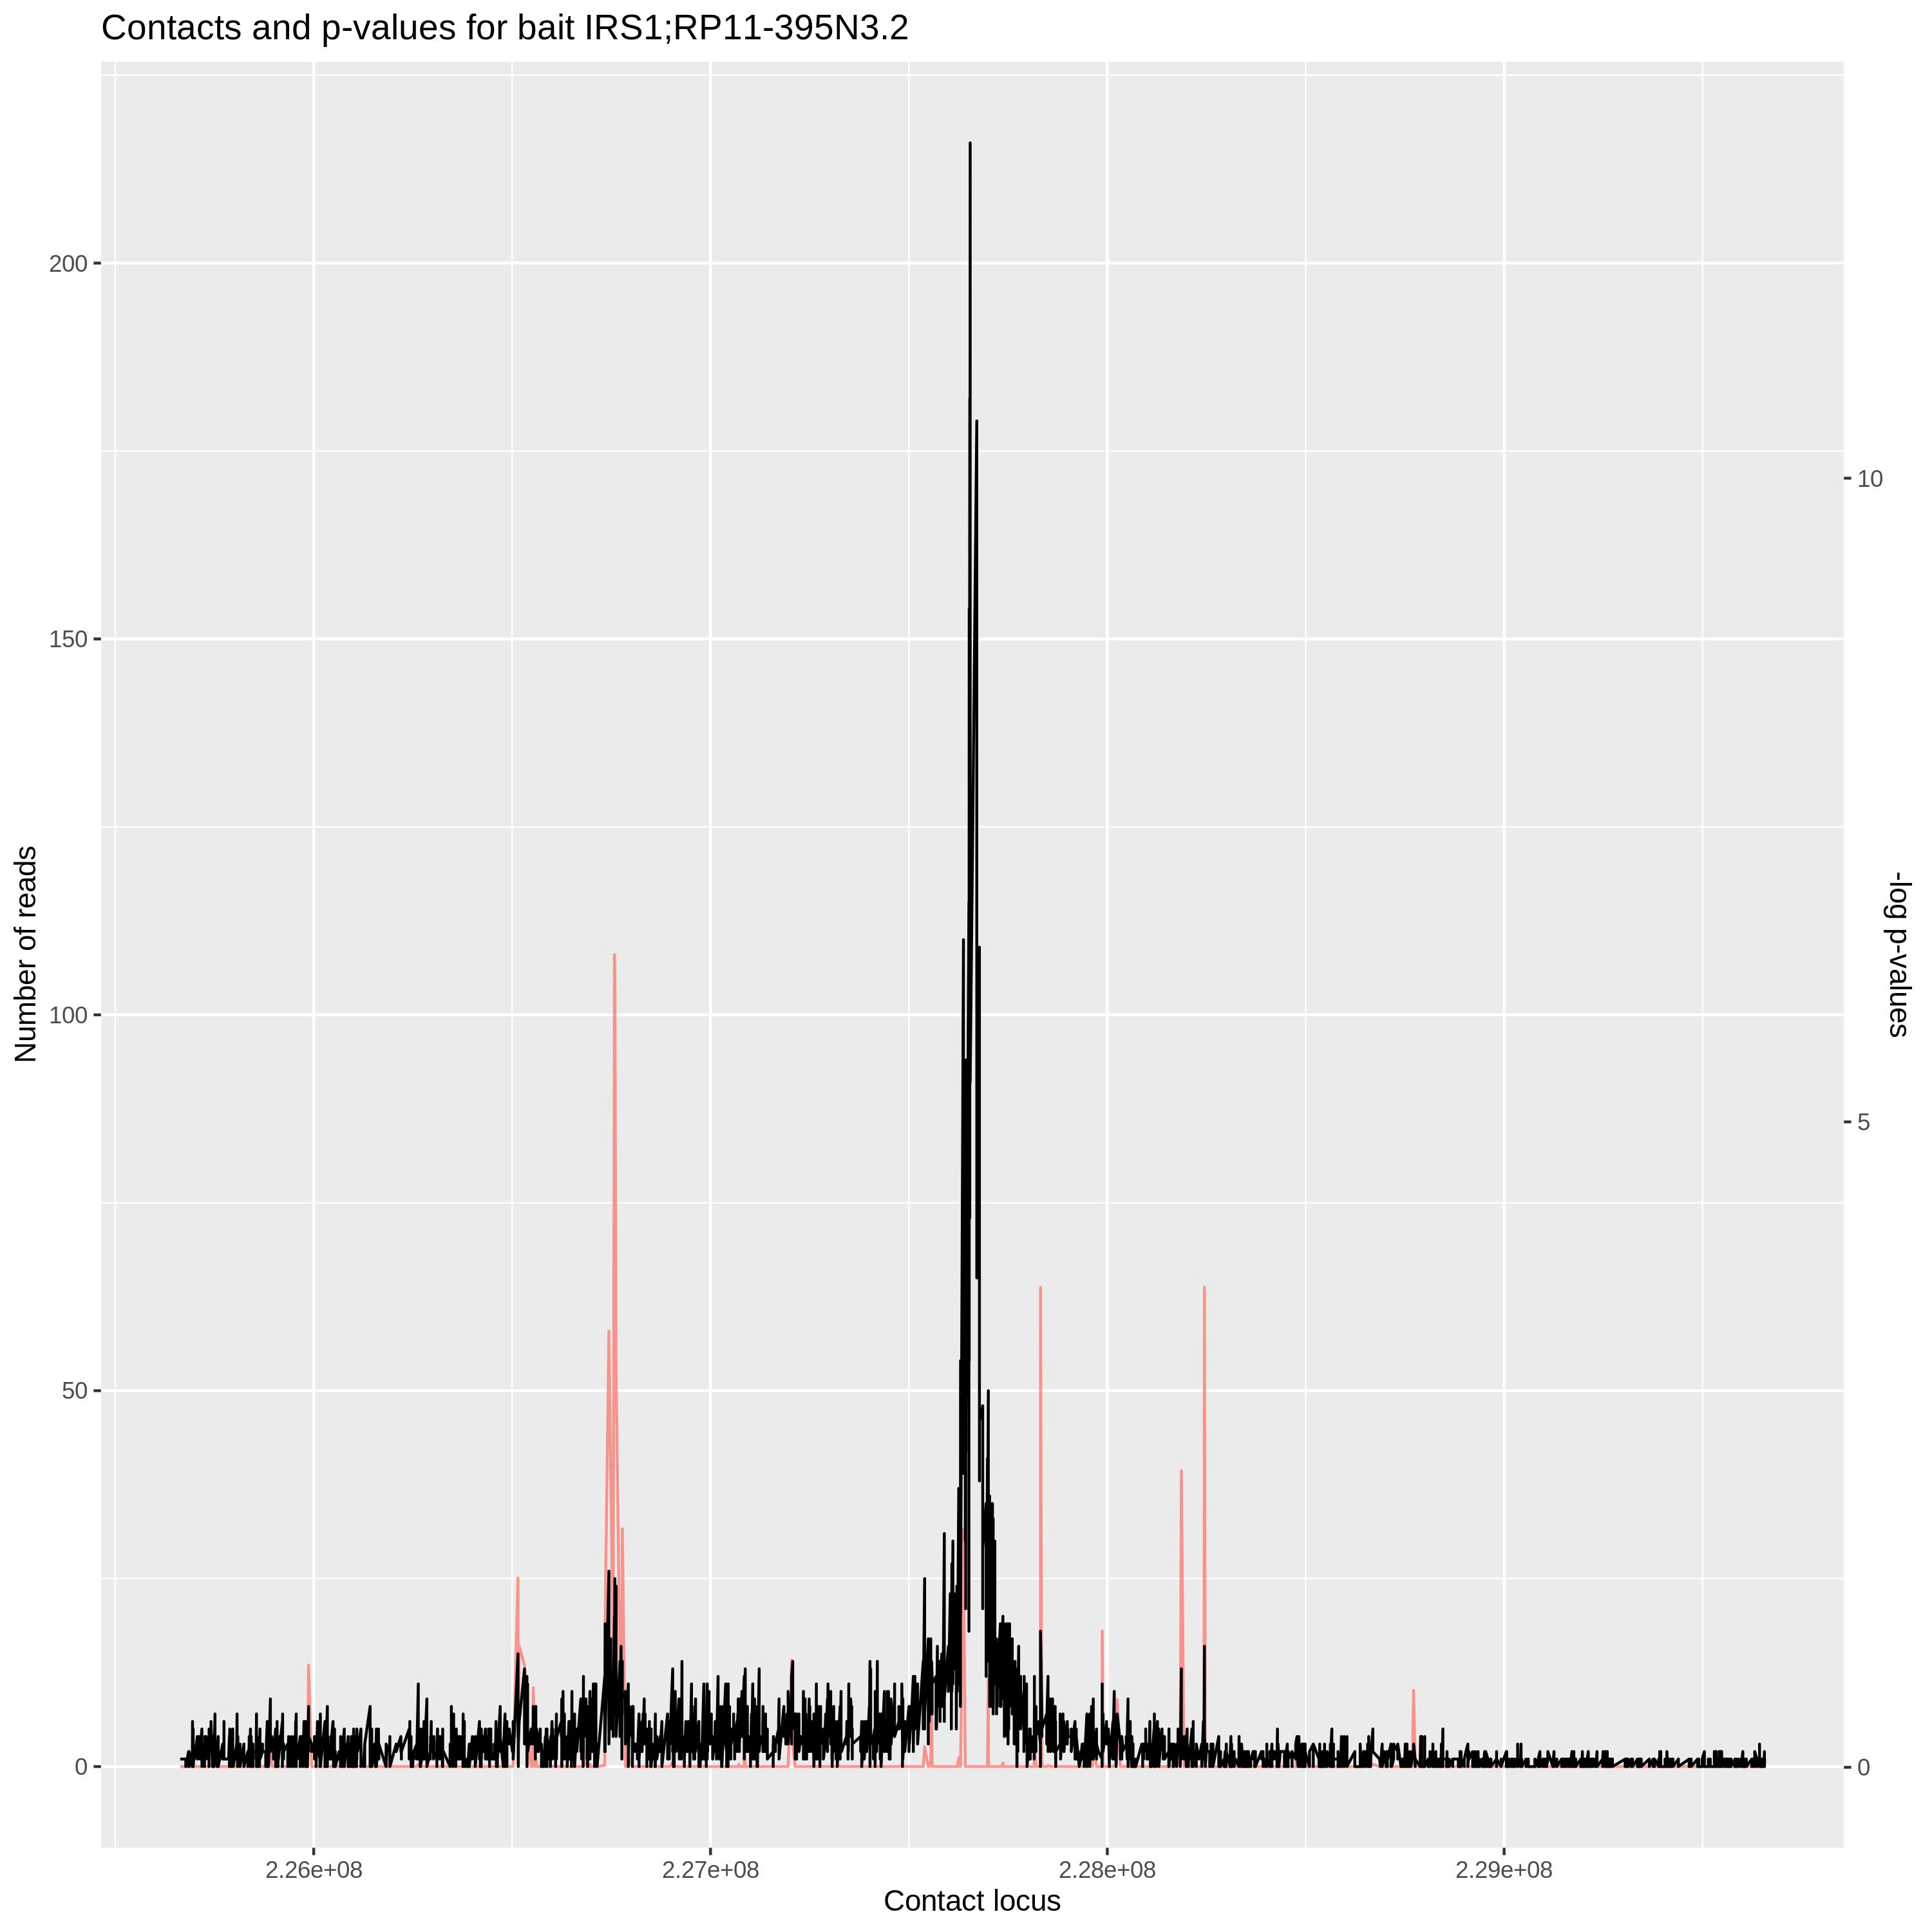 Contacts and p-values for bait IRS1;RP11-395N3.2
200
150
100
50
0
Number of reads
10
5
0
-log p-values
2.26e+08
2.27e+08
2.28e+08
2.29e+08
Contact locus